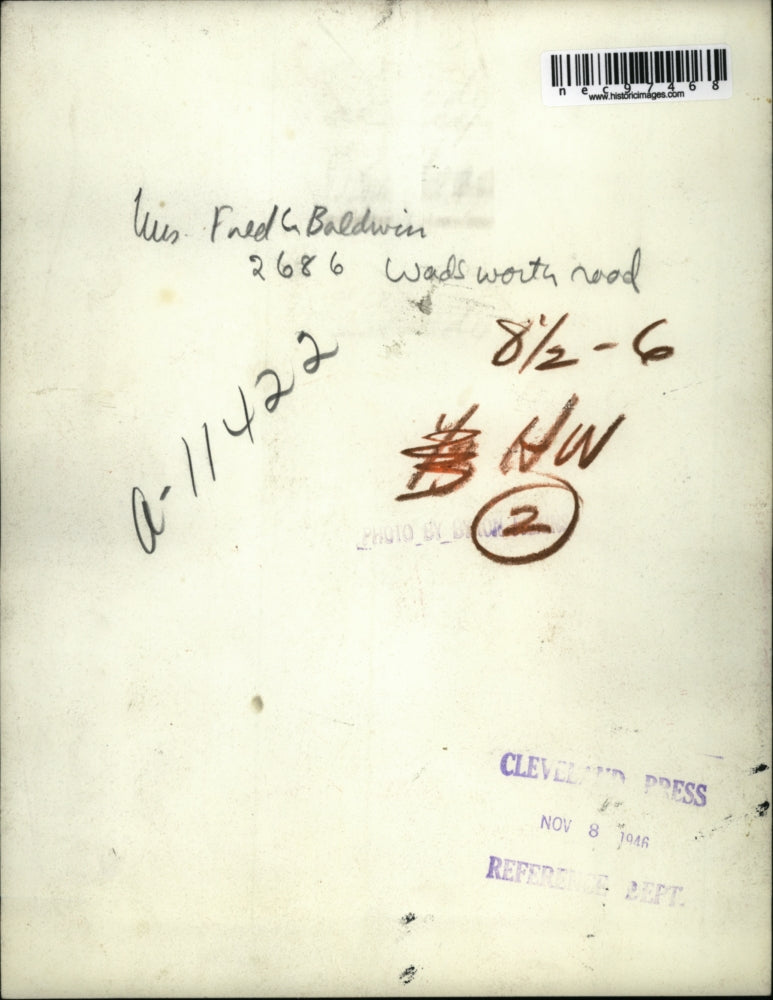 nec97468
www.historicimages.com
Mrs. Fred G Baldwin
2686 Wadsworth road
a-11422
8 1/2 - 6
HW
2
PHOTO BY
CLEVELAND PRESS
NOV 8 1946
REFERENCE DEPT.